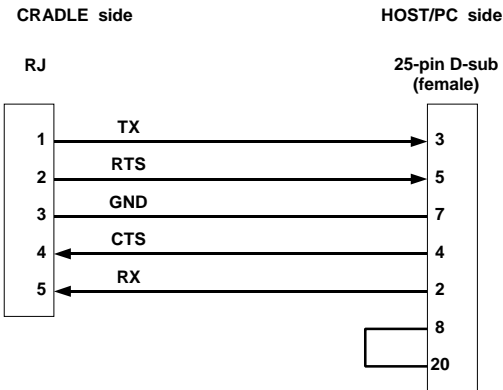 CRADLE side HOST/PC side
RJ 25-pin D-sub
(female)
1 TX 3
2 RTS 5
3 GND 7
4 CTS 4
5 RX 2
8
20